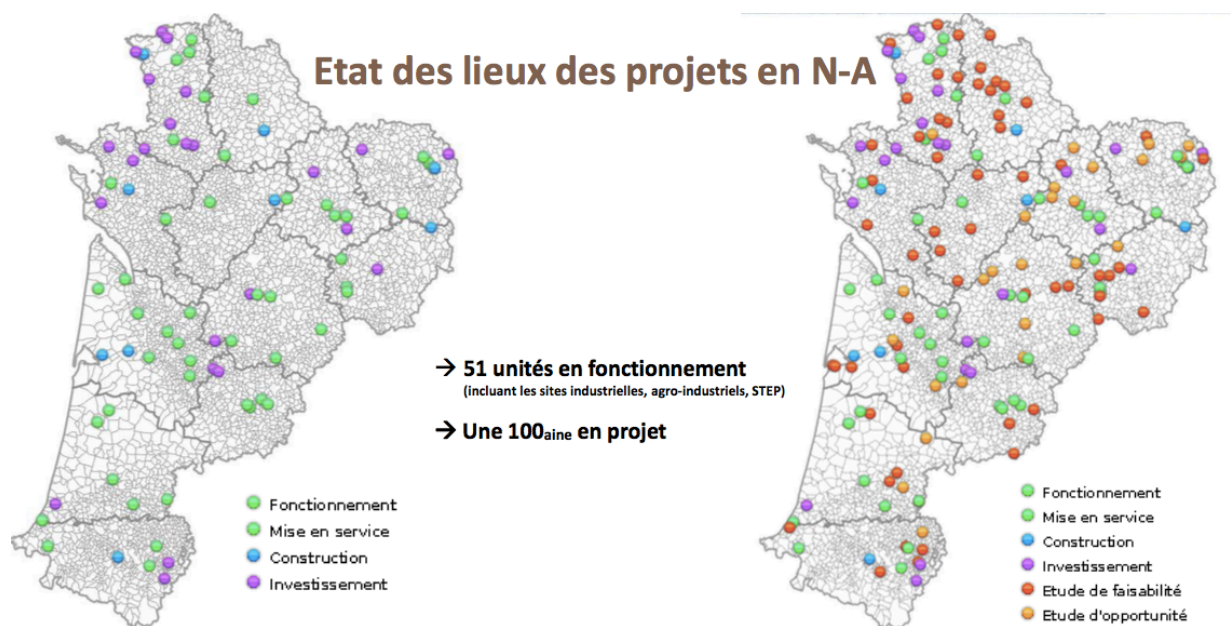 Etat des lieux des projets en N-A
→ 51 unités en fonctionnement
(incluant les sites industrielles, agro-industriels, STEP)
→ Une 100aine en projet
Fonctionnement
Mise en service
Construction
Investissement
Fonctionnement
Mise en service
Construction
Investissement
Etude de faisabilité
Etude d'opportunité